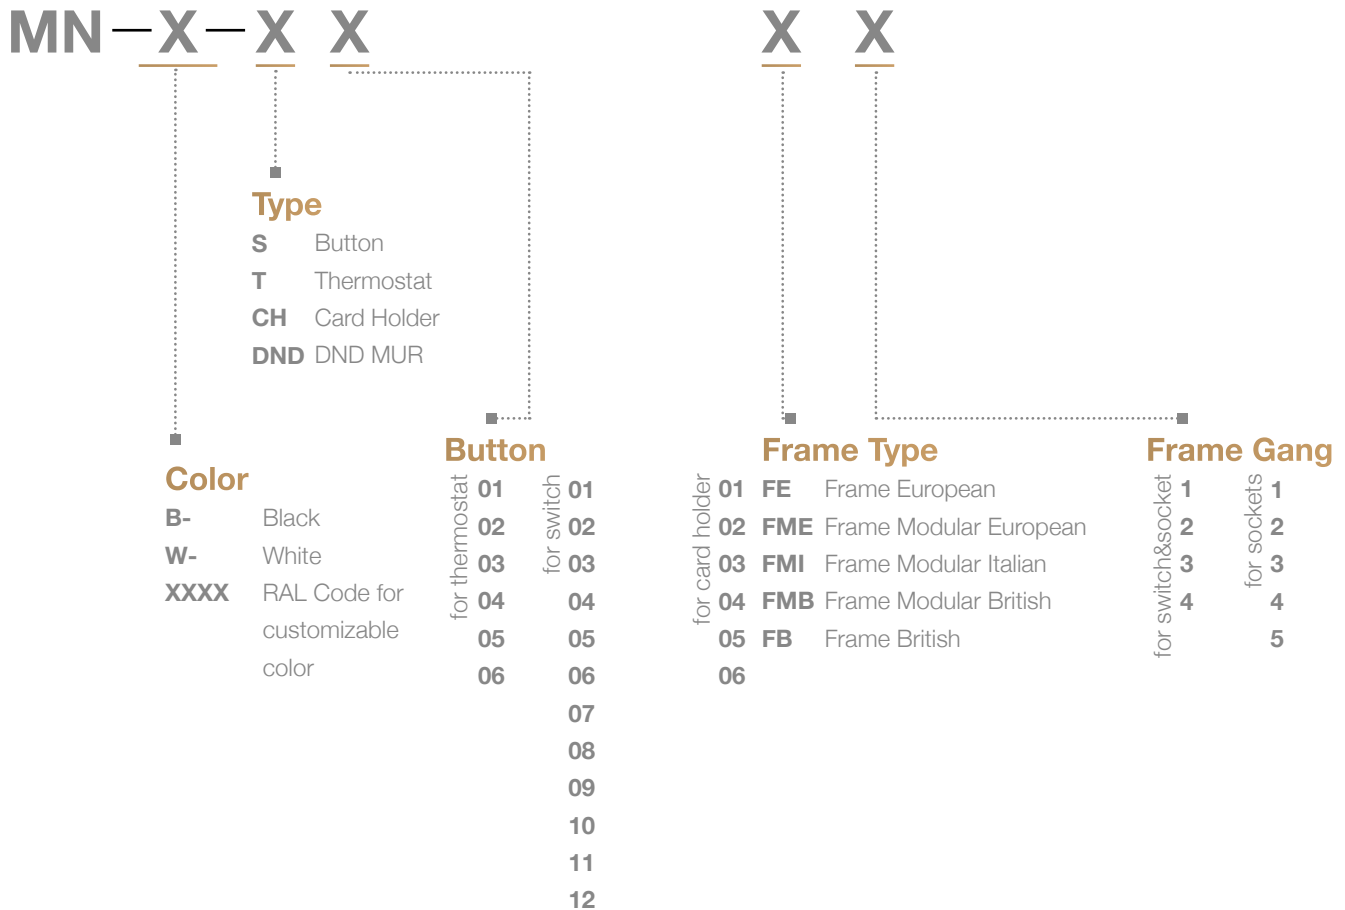 MN — X — X X X X
Type
S Button
T Thermostat
CH Card Holder
DND DND MUR
Color
B- Black
W- White
XXXX RAL Code for
customizable
color
Button
for thermostat
01
02
03
04
05
06
for switch
01
02
03
04
05
06
07
08
09
10
11
12
for card holder
01
02
03
04
05
06
Frame Type
FE Frame European
FME Frame Modular European
FMI Frame Modular Italian
FMB Frame Modular British
FB Frame British
Frame Gang
for switch&socket
1
2
3
4
for sockets
1
2
3
4
5